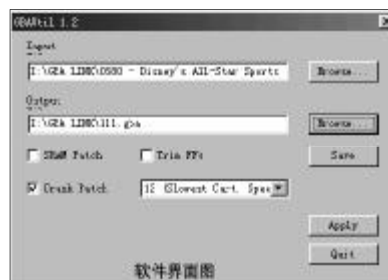 GBAUtil 1.2
Input
I:\GBA LINK\0580 - Disney's All-Star Sports
Browse...
Output
I:\GBA LINK\111.gba
Browse...
SRAM Patch
Trim FFs
Save
Crunk Patch
12 (Slowest Cart. Spee
Apply
Quit
软件界面图